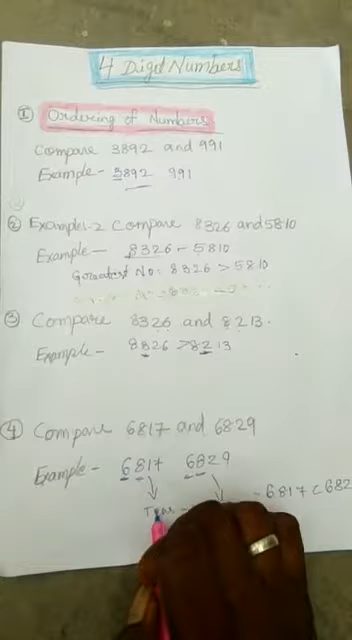 4 Digit Numbers
① Ordering of Numbers
Compare 3892 and 991
Example - 3892 991
② Example-2 Compare 8326 and 5810
Example - 8326 - 5810
Greatest No: 8326 > 5810
③ Compare 8326 and 8213.
Example - 8826 > 8213
④ Compare 6817 and 6829
Example - 6817 6829
- 6817 < 682